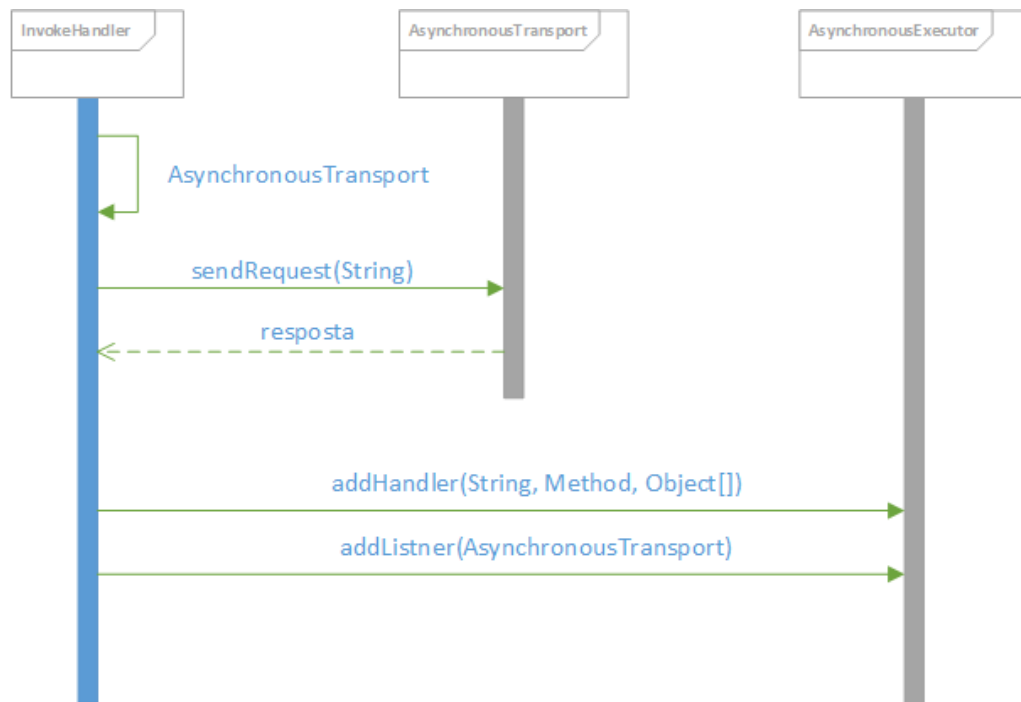 InvokeHandler
AsynchronousTransport
AsynchronousExecutor
AsynchronousTransport
sendRequest(String)
resposta
addHandler(String, Method, Object[])
addListner(AsynchronousTransport)